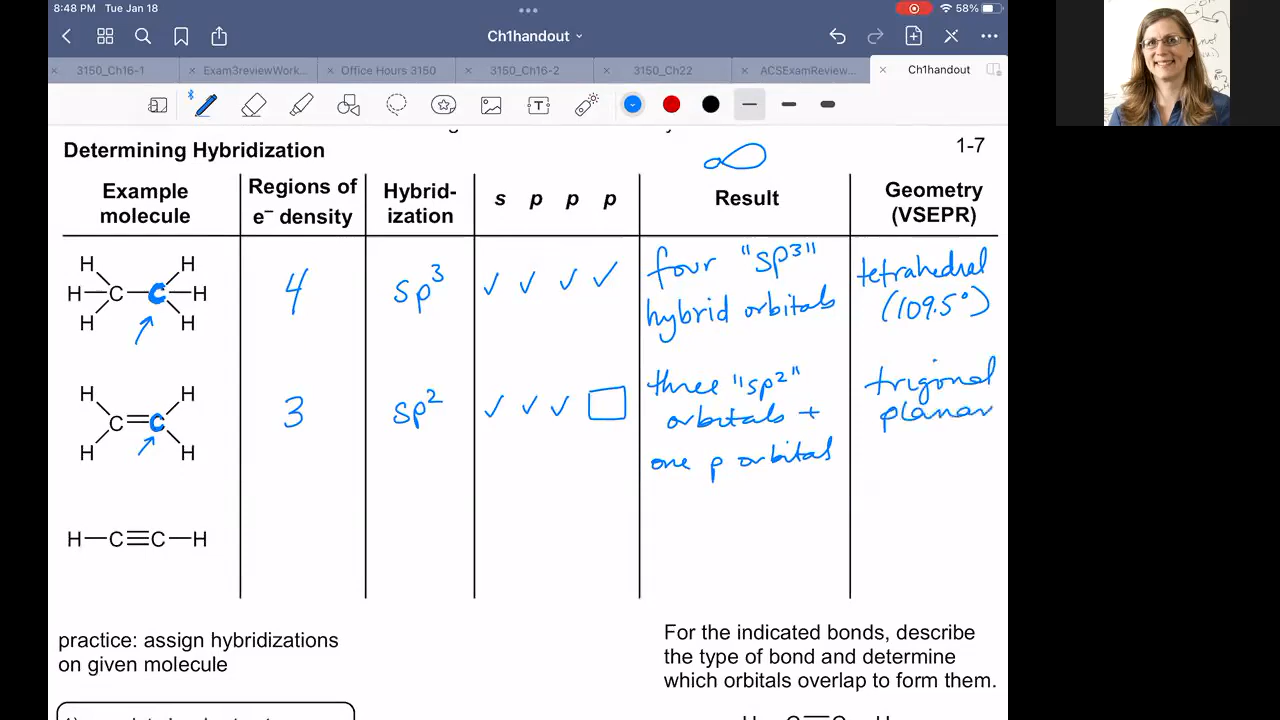 8:48 PM Tue Jan 18
58%
Ch1handout
3150_Ch16-1
Exam3reviewWork...
Office Hours 3150
3150_Ch16-2
3150_Ch22
ACSExamReview...
Ch1handout
Determining Hybridization
∞
1-7
Example molecule
Regions of e⁻ density
Hybrid-ization
s p p p
Result
Geometry (VSEPR)
H H
H C C H
H H
4
sp³
✓ ✓ ✓ ✓
four "sp³"
hybrid orbitals
tetrahedral
(109.5°)
H H
C=C
H H
3
sp²
✓ ✓ ✓
three "sp²"
orbitals +
one p orbital
trigonal
planar
H—C≡C—H
practice: assign hybridizations
on given molecule
For the indicated bonds, describe
the type of bond and determine
which orbitals overlap to form them.